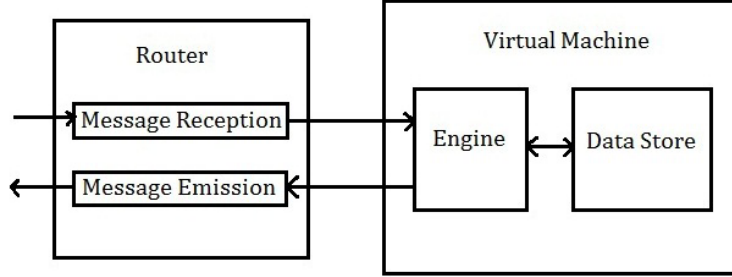 Router
Virtual Machine
Message Reception
Engine
Data Store
Message Emission